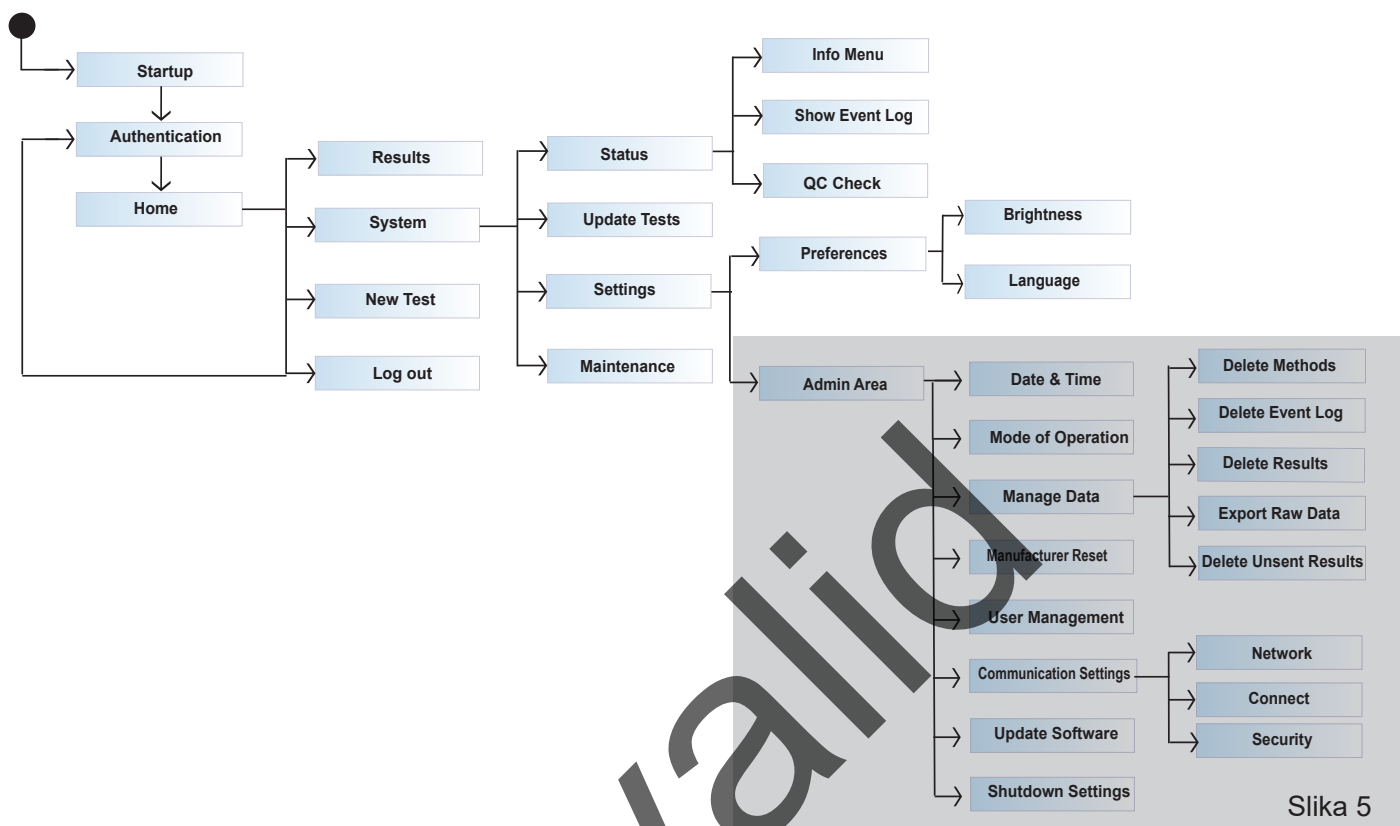 Startup
Authentication
Home
Results
System
New Test
Log out
Status
Update Tests
Settings
Maintenance
Info Menu
Show Event Log
QC Check
Preferences
Admin Area
Brightness
Language
Date & Time
Mode of Operation
Manage Data
Manufacturer Reset
User Management
Communication Settings
Update Software
Shutdown Settings
Delete Methods
Delete Event Log
Delete Results
Export Raw Data
Delete Unsent Results
Network
Connect
Security
Slika 5
valid